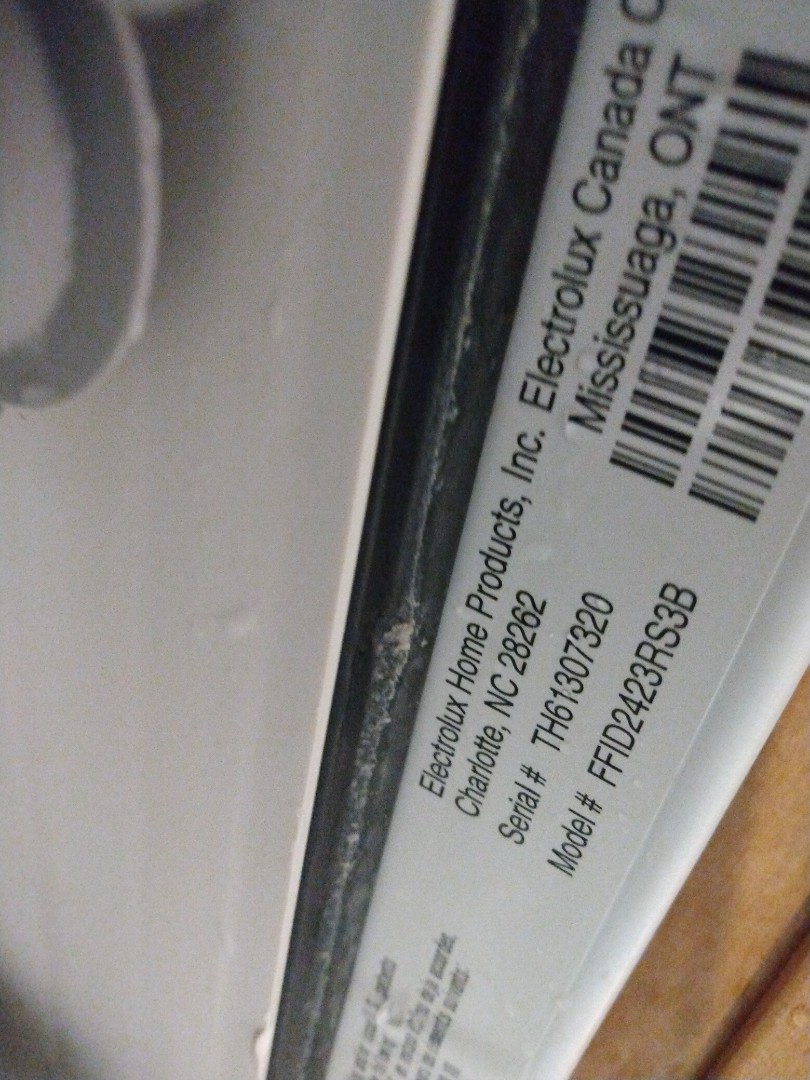 Electrolux Home Products, Inc. Electrolux Canada
Charlotte, NC 28262 Mississuaga, ONT
Serial # TH61307320
Model # FFID2423RS3B